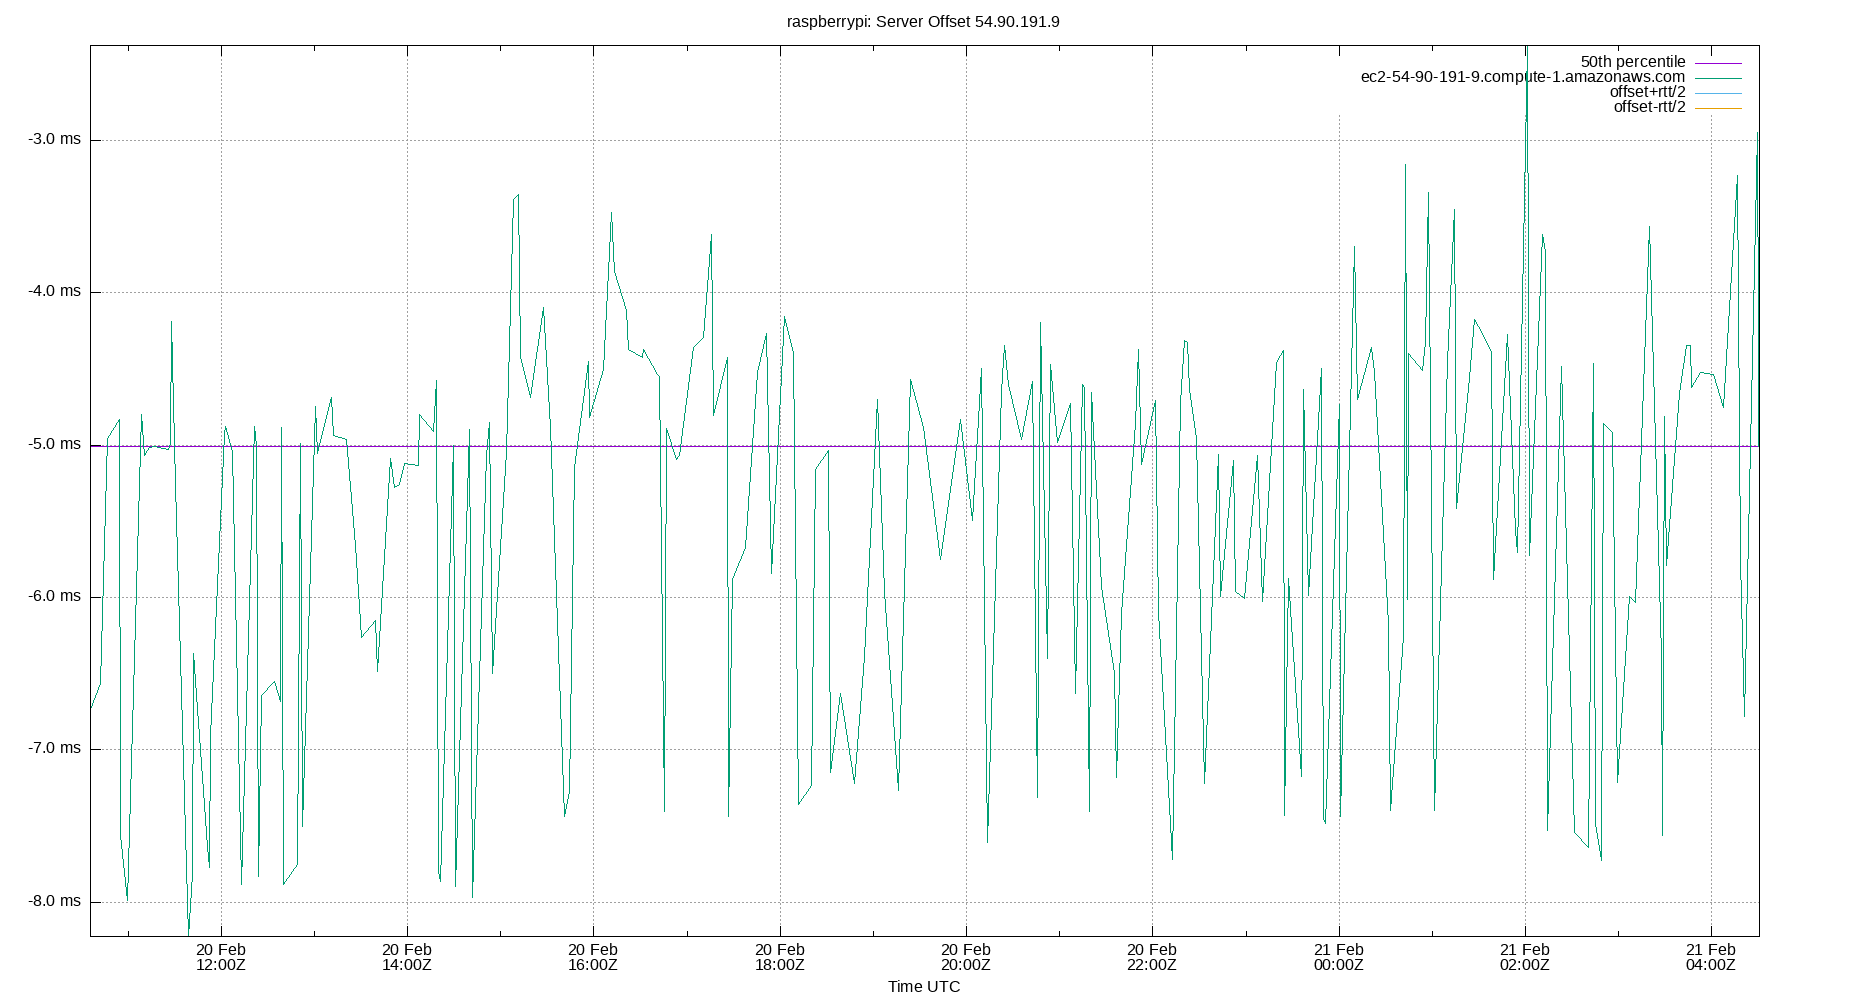 raspberrypi: Server Offset 54.90.191.9
50th percentile
ec2-54-90-191-9.compute-1.amazonaws.com
offset+rtt/2
offset-rtt/2
-3.0 ms
-4.0 ms
-5.0 ms
-6.0 ms
-7.0 ms
-8.0 ms
20 Feb 20 Feb 20 Feb 20 Feb 20 Feb 20 Feb 21 Feb 21 Feb 21 Feb
12:00Z 14:00Z 16:00Z 18:00Z 20:00Z 22:00Z 00:00Z 02:00Z 04:00Z
Time UTC